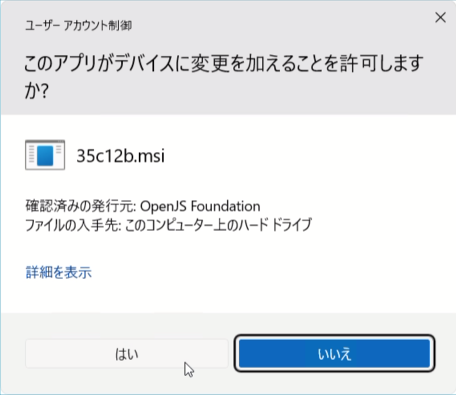 ユーザー アカウント制御
このアプリがデバイスに変更を加えることを許可します
か?
35c12b.msi
確認済みの発行元: OpenJS Foundation
ファイルの入手先: このコンピューター上のハード ドライブ
詳細を表示
はい
いいえ